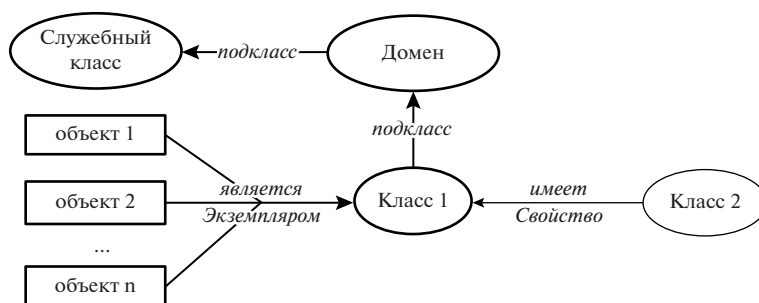 Служебный
класс
подкласс
Домен
подкласс
объект 1
объект 2
...
объект n
является
Экземпляром
Класс 1
имеет
Свойство
Класс 2